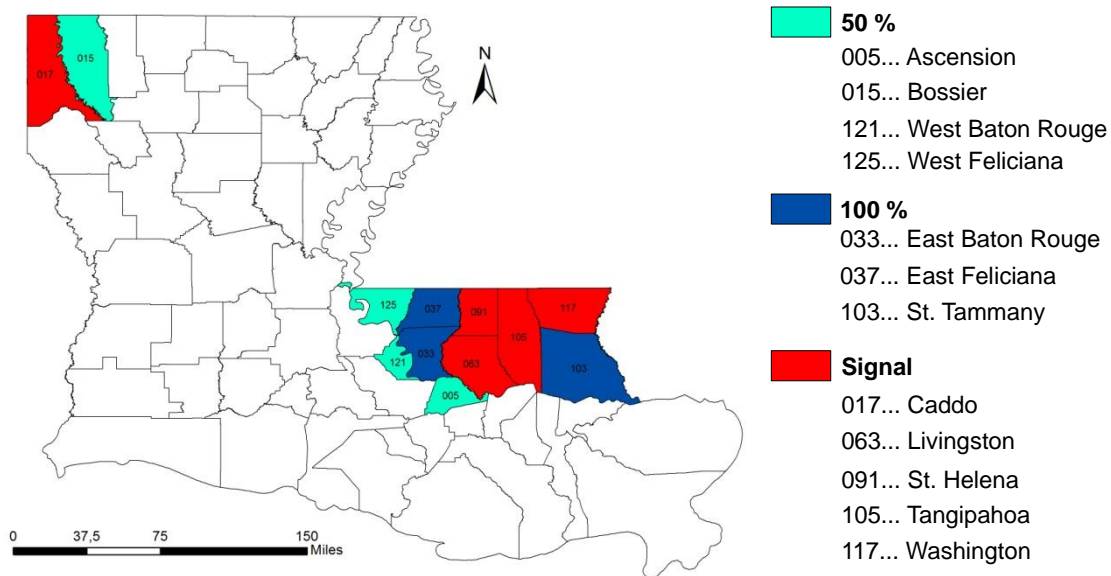 017
015
N
125
037
091
117
105
033
121
063
103
005
0 37,5 75 150
Miles
50 %
005... Ascension
015... Bossier
121... West Baton Rouge
125... West Feliciana
100 %
033... East Baton Rouge
037... East Feliciana
103... St. Tammany
Signal
017... Caddo
063... Livingston
091... St. Helena
105... Tangipahoa
117... Washington